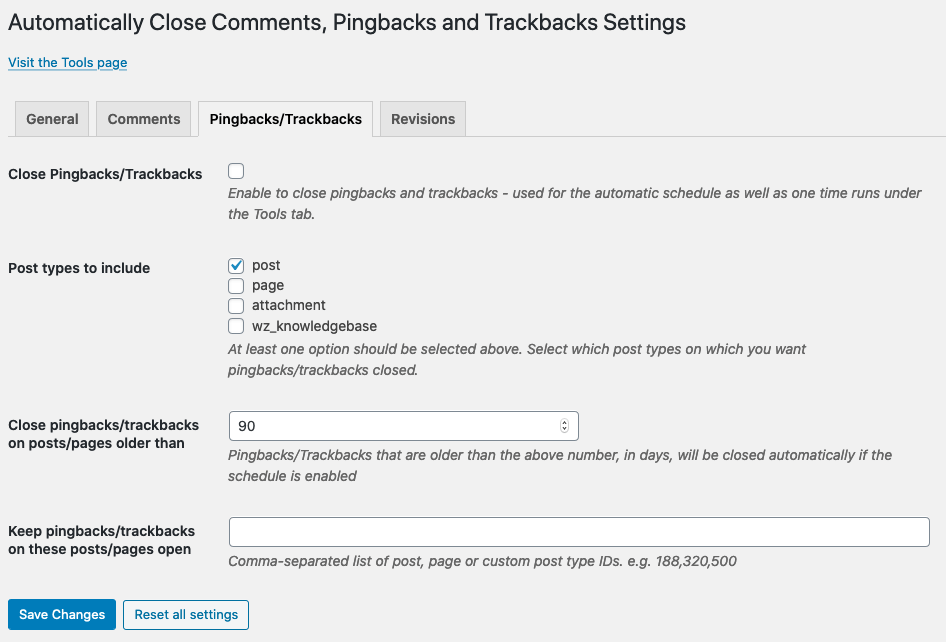 Automatically Close Comments, Pingbacks and Trackbacks Settings
Visit the Tools page
General Comments Pingbacks/Trackbacks Revisions
Close Pingbacks/Trackbacks
Enable to close pingbacks and trackbacks - used for the automatic schedule as well as one time runs under
the Tools tab.
Post types to include
post
page
attachment
wz_knowledgebase
At least one option should be selected above. Select which post types on which you want
pingbacks/trackbacks closed.
Close pingbacks/trackbacks
on posts/pages older than
90
Pingbacks/Trackbacks that are older than the above number, in days, will be closed automatically if the
schedule is enabled
Keep pingbacks/trackbacks
on these posts/pages open
Comma-separated list of post, page or custom post type IDs. e.g. 188,320,500
Save Changes Reset all settings